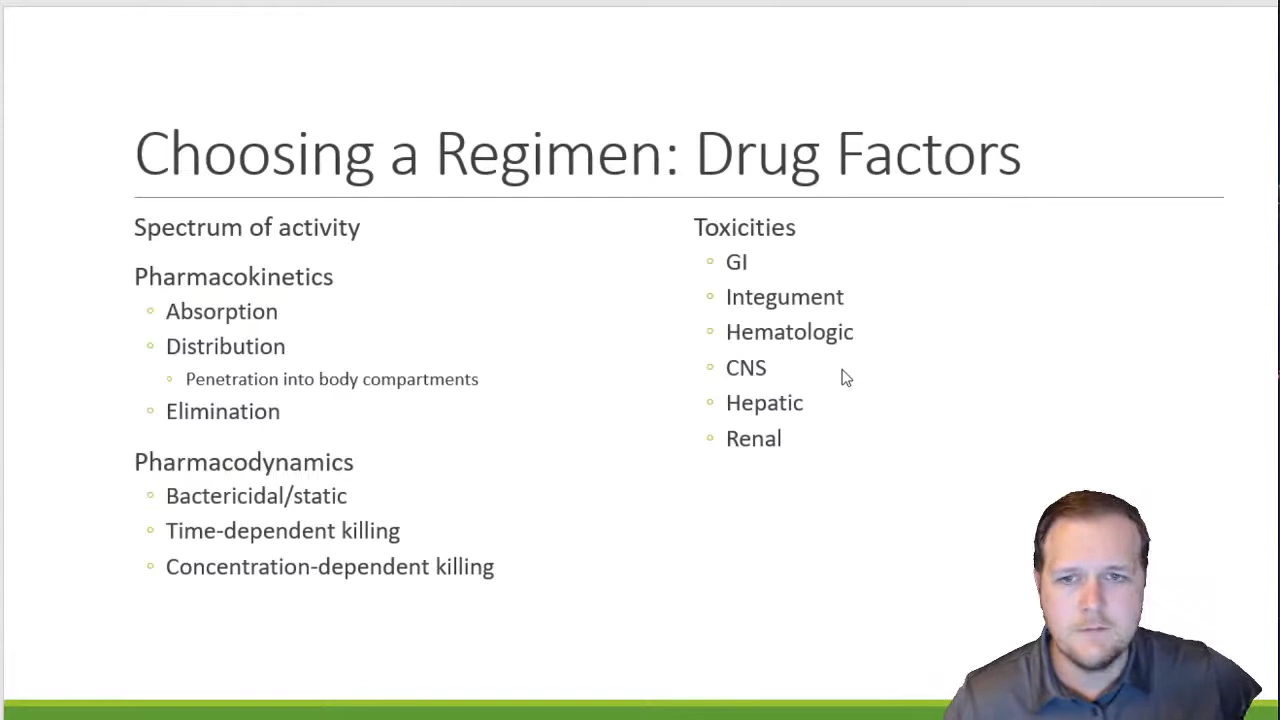 Choosing a Regimen: Drug Factors
Spectrum of activity
Pharmacokinetics
Absorption
Distribution
Penetration into body compartments
Elimination
Pharmacodynamics
Bactericidal/static
Time-dependent killing
Concentration-dependent killing
Toxicities
GI
Integument
Hematologic
CNS
Hepatic
Renal